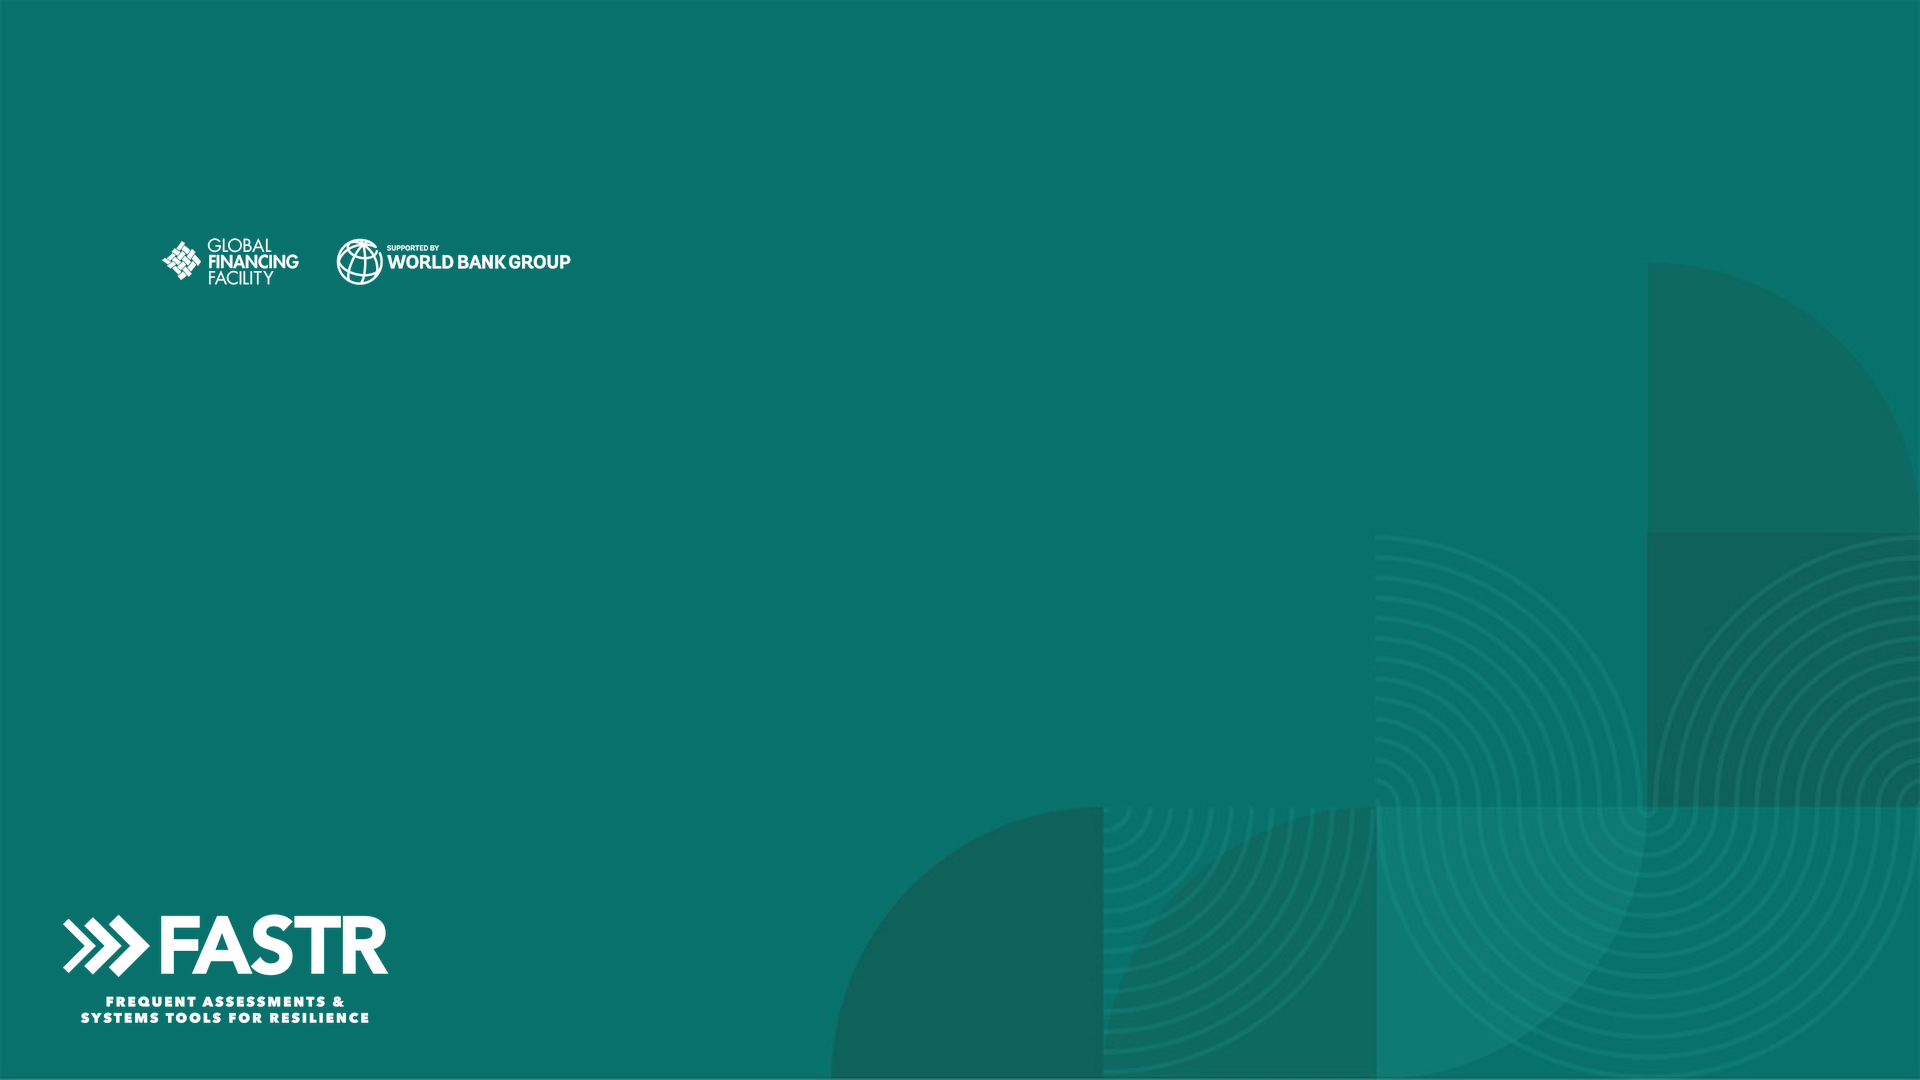 GLOBAL
FINANCING
FACILITY
SUPPORTED BY
WORLD BANK GROUP
FASTR
FREQUENT ASSESSMENTS &
SYSTEMS TOOLS FOR RESILIENCE